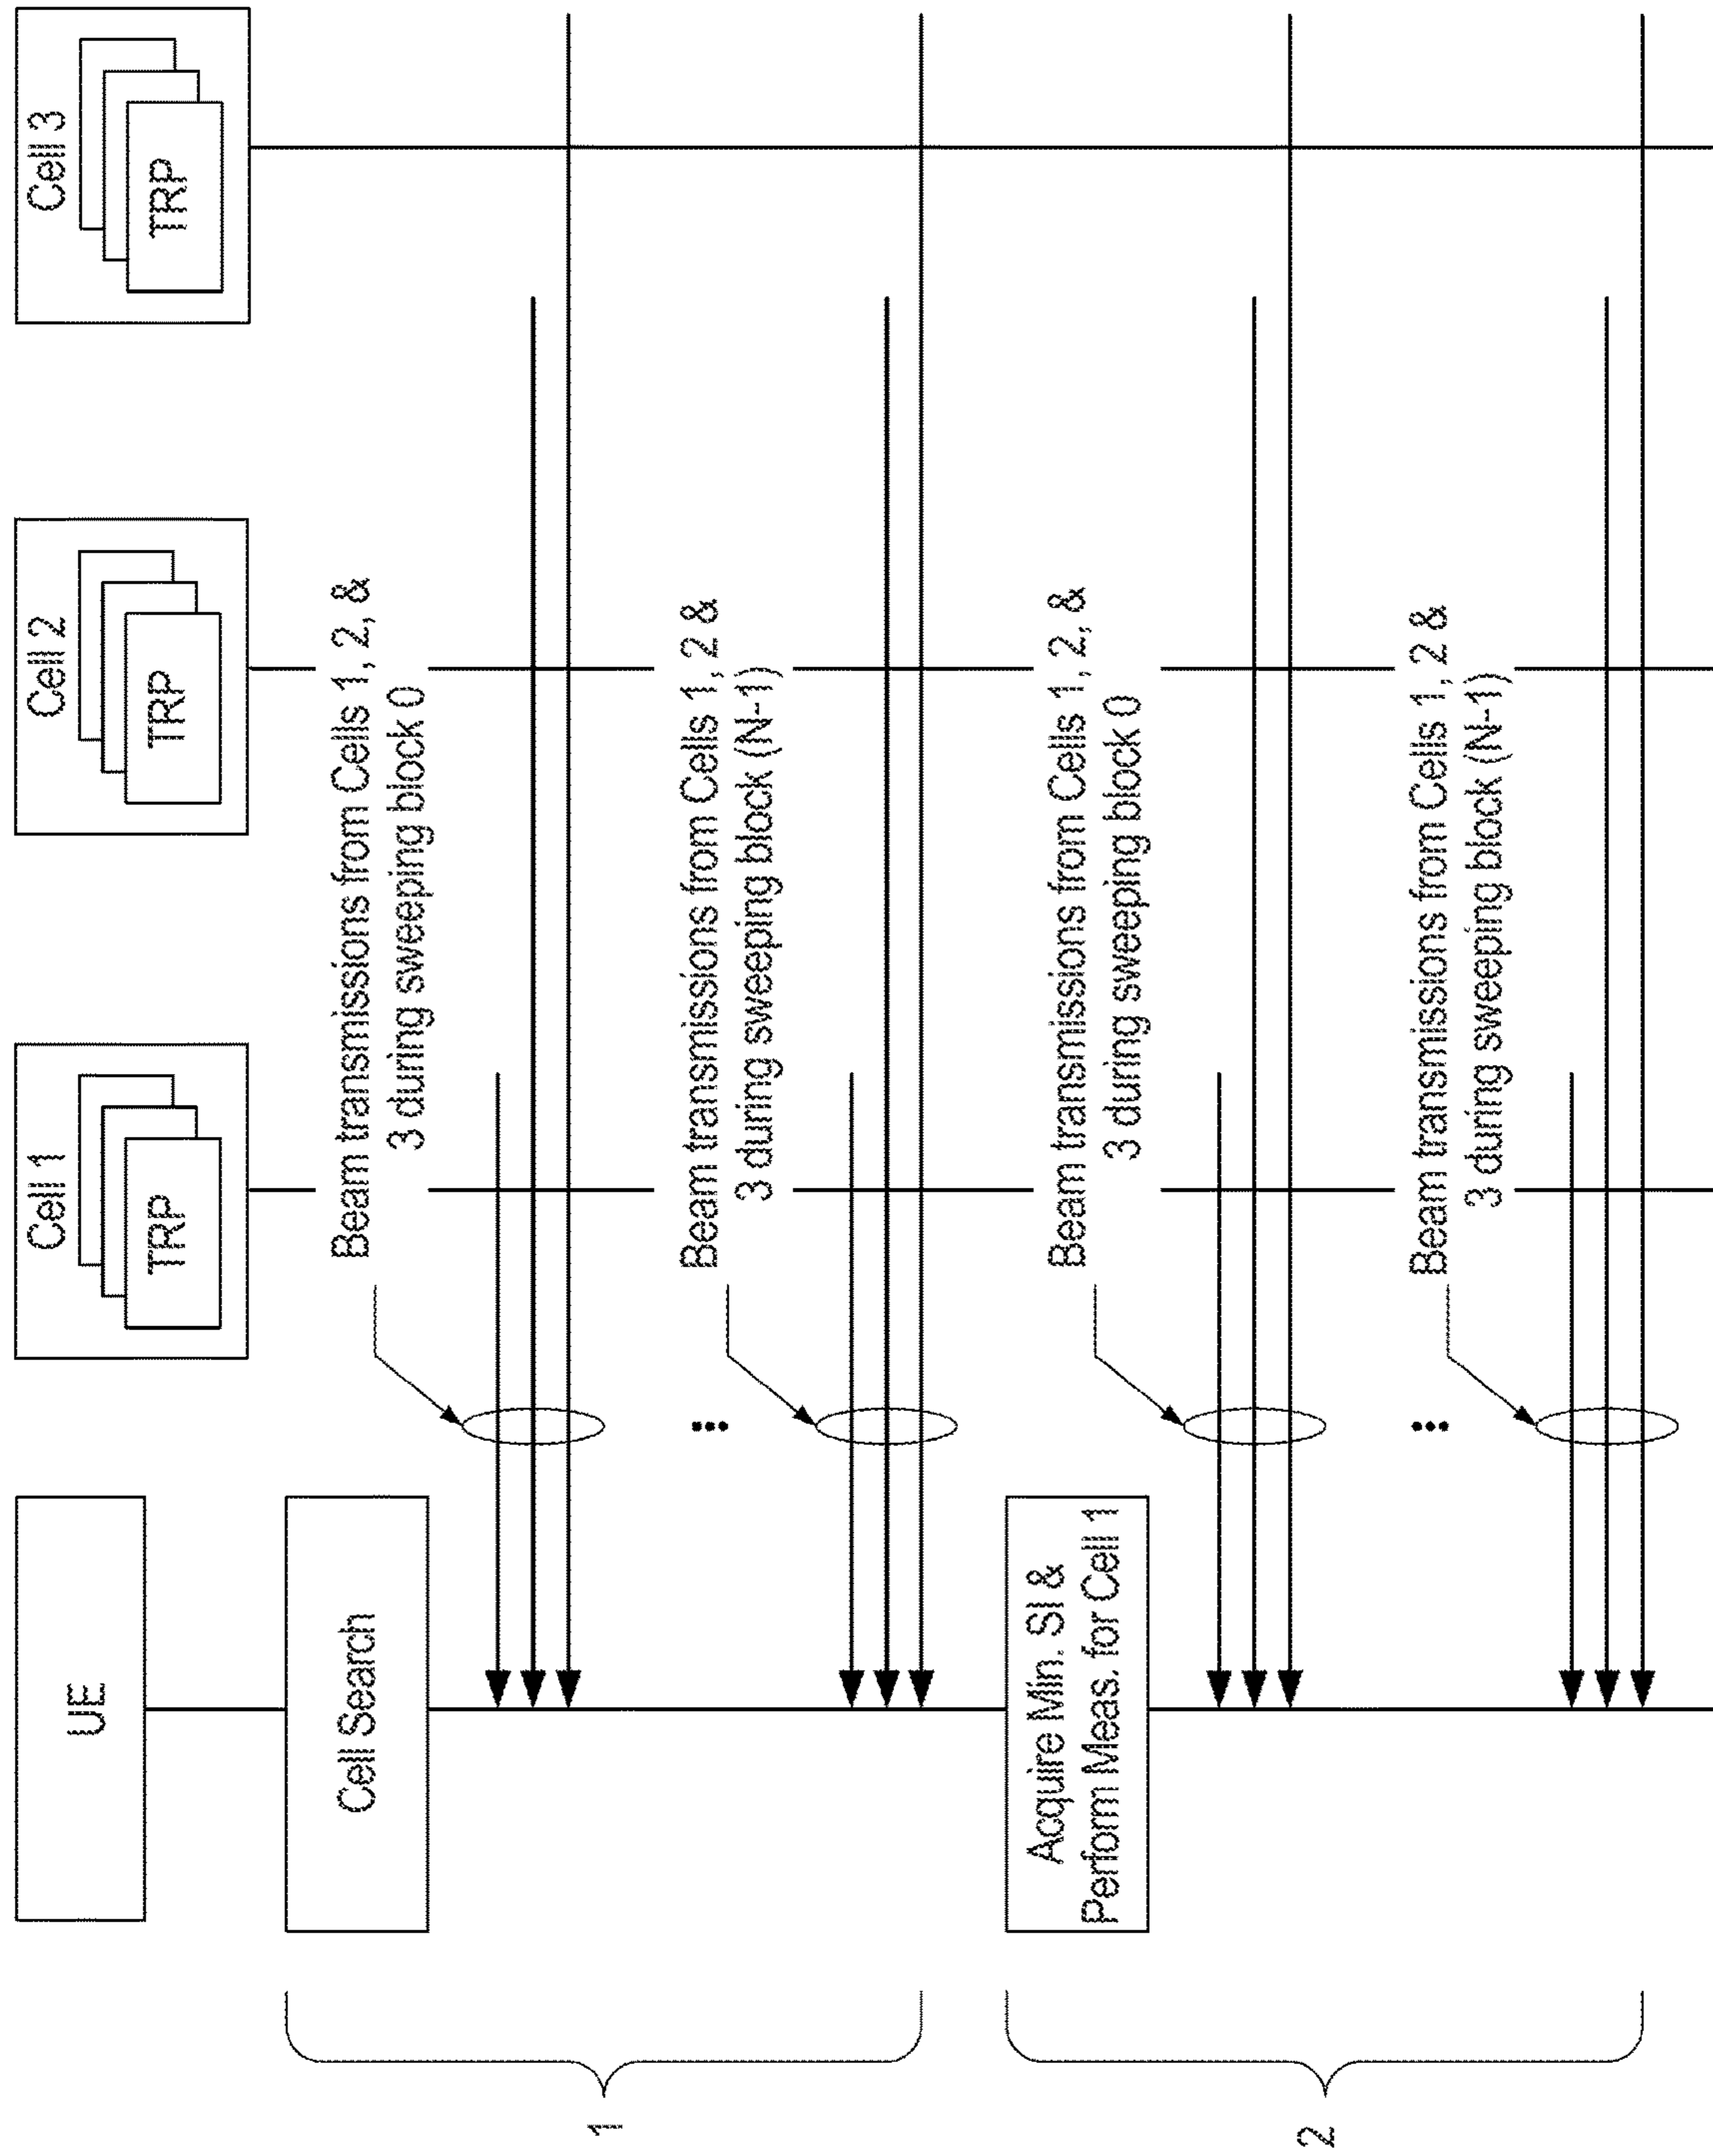 UE
Cell 1
TRP
Cell 2
TRP
Cell 3
TRP
1
Cell Search
Beam transmissions from Cells 1, 2, &
3 during sweeping block 0
...
Beam transmissions from Cells 1, 2 &
3 during sweeping block (N-1)
2
Acquire Min. SI &
Perform Meas. for Cell 1
Beam transmissions from Cells 1, 2, &
3 during sweeping block 0
...
Beam transmissions from Cells 1, 2 &
3 during sweeping block (N-1)